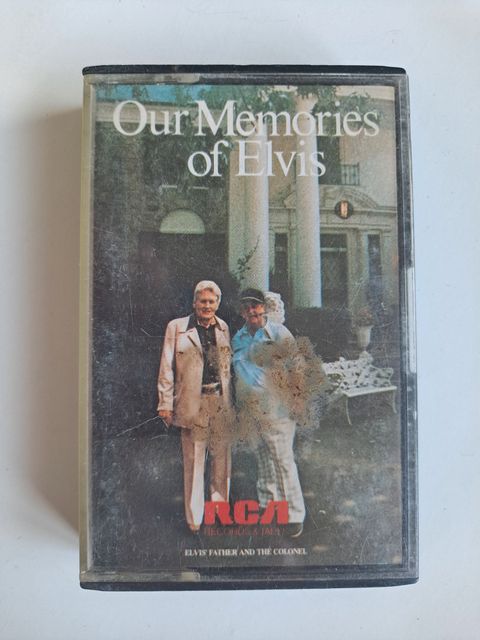 Our Memories
of Elvis
RCA
RECORDS & TAPES
ELVIS' FATHER AND THE COLONEL